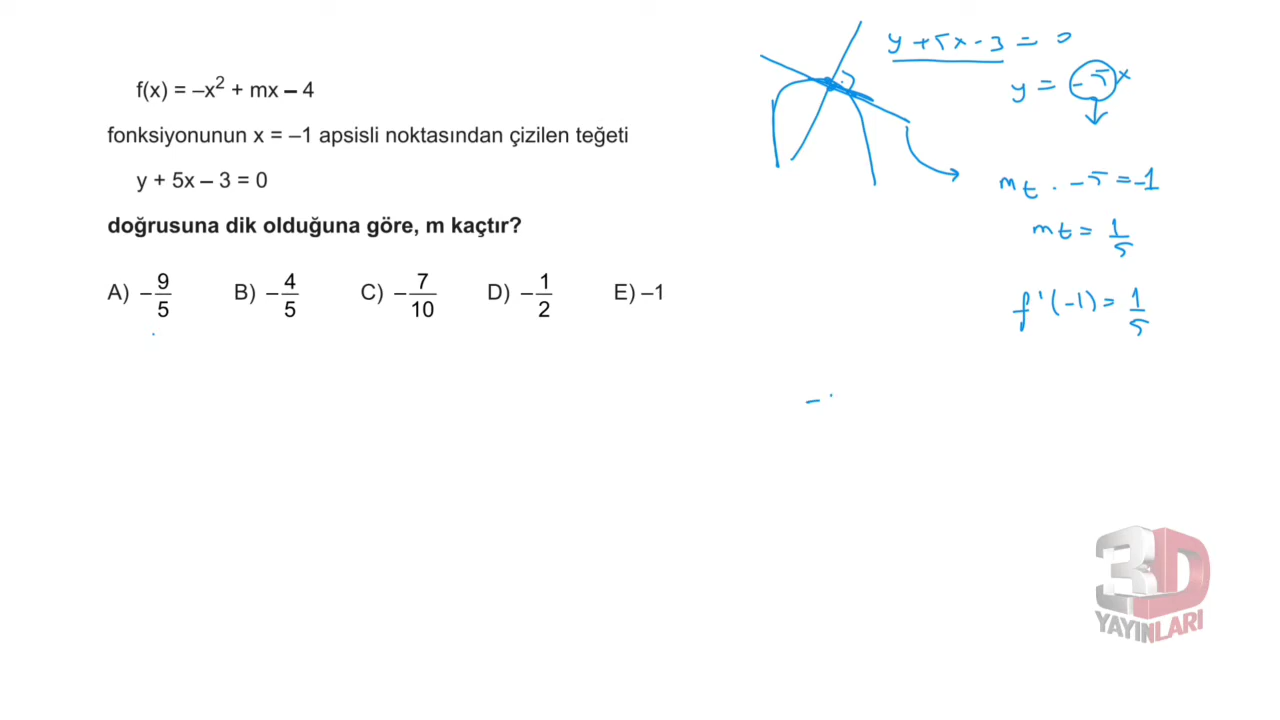 f(x) = –x² + mx – 4
fonksiyonunun x = –1 apsisli noktasından çizilen teğeti
y + 5x – 3 = 0
doğrusuna dik olduğuna göre, m kaçtır?
A) –9/5 B) –4/5 C) –7/10 D) –1/2 E) –1
y + 5x - 3 = 0
y = -5x
mt . -5 = -1
mt = 1/5
f'(-1) = 1/5
-
3D
YAYINLARI